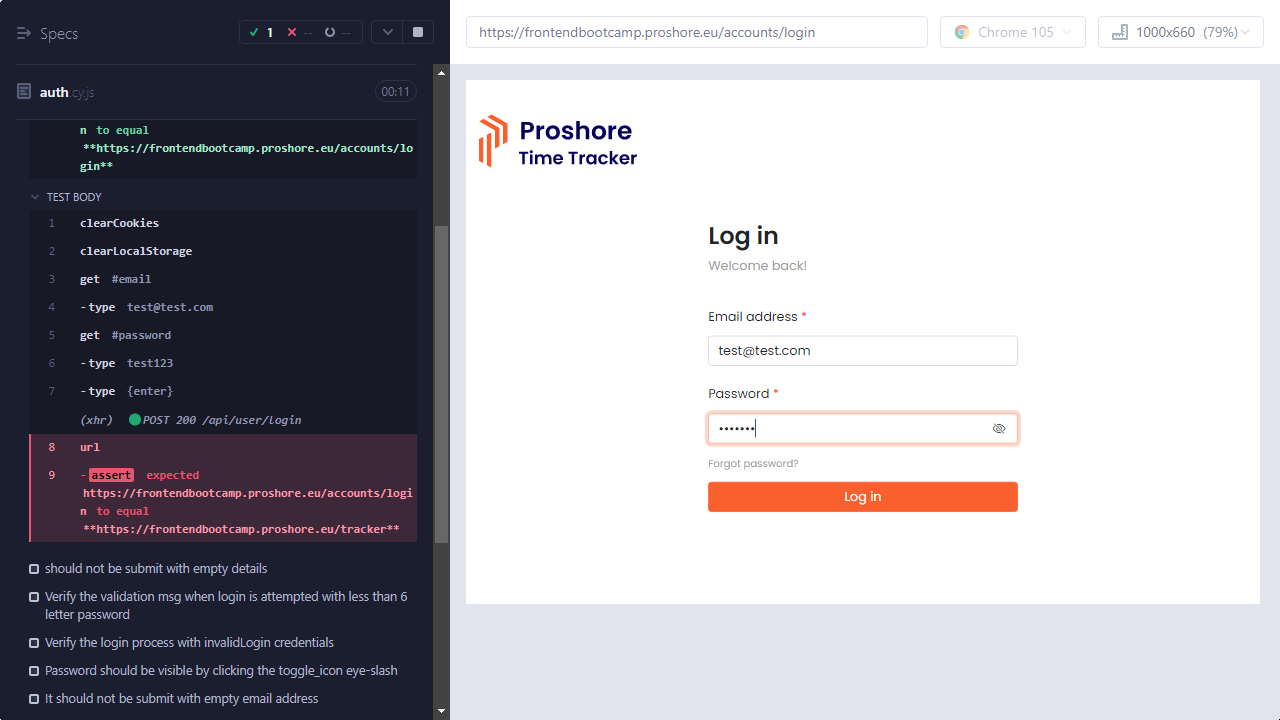 Specs
1
--
--
https://frontendbootcamp.proshore.eu/accounts/login
Chrome 105
1000x660 (79%)
auth.cy.js
00:11
n to equal
**https://frontendbootcamp.proshore.eu/accounts/lo
gin**
TEST BODY
1 clearCookies
2 clearLocalStorage
3 get #email
4 -type test@test.com
5 get #password
6 -type test123
7 -type {enter}
(xhr) POST 200 /api/user/Login
8 url
9 -assert expected
https://frontendbootcamp.proshore.eu/accounts/logi
n to equal
**https://frontendbootcamp.proshore.eu/tracker**
should not be submit with empty details
Verify the validation msg when login is attempted with less than 6
letter password
Verify the login process with invalidLogin credentials
Password should be visible by clicking the toggle_icon eye-slash
It should not be submit with empty email address
Proshore
Time Tracker
Log in
Welcome back!
Email address *
test@test.com
Password *
•••••••
Forgot password?
Log in